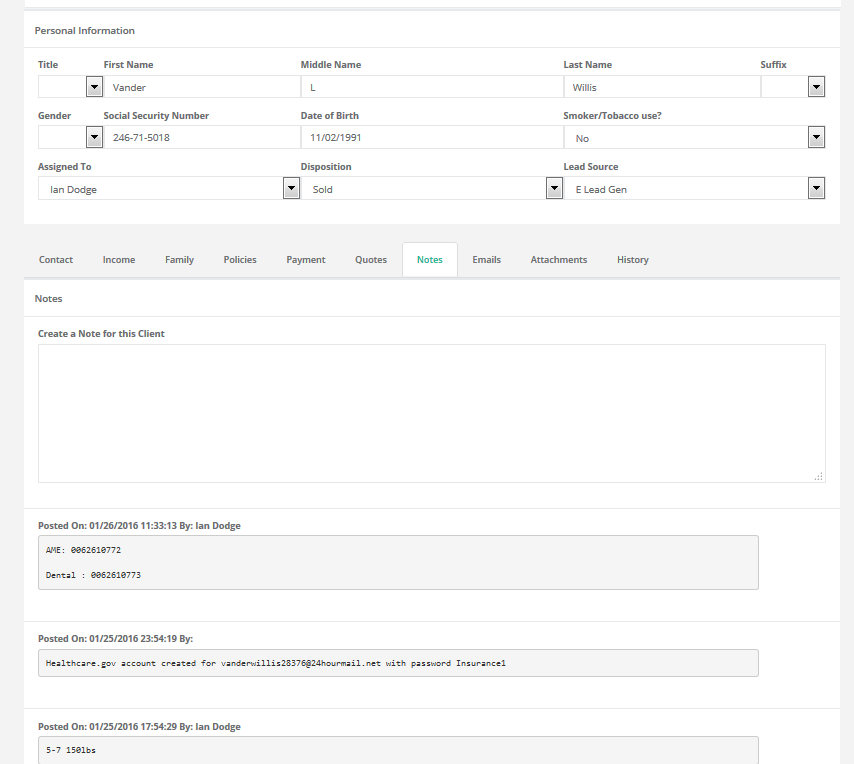 Personal Information
Title First Name Middle Name Last Name Suffix
Vander L Willis
Gender Social Security Number Date of Birth Smoker/Tobacco use?
246-71-5018 11/02/1991 No
Assigned To Disposition Lead Source
Ian Dodge Sold E Lead Gen
Contact Income Family Policies Payment Quotes Notes Emails Attachments History
Notes
Create a Note for this Client
Posted On: 01/26/2016 11:33:13 By: Ian Dodge
AME: 0062610772
Dental : 0062610773
Posted On: 01/25/2016 23:54:19 By:
Healthcare.gov account created for vanderwillis28376@24hourmail.net with password Insurance1
Posted On: 01/25/2016 17:54:29 By: Ian Dodge
5-7 150lbs